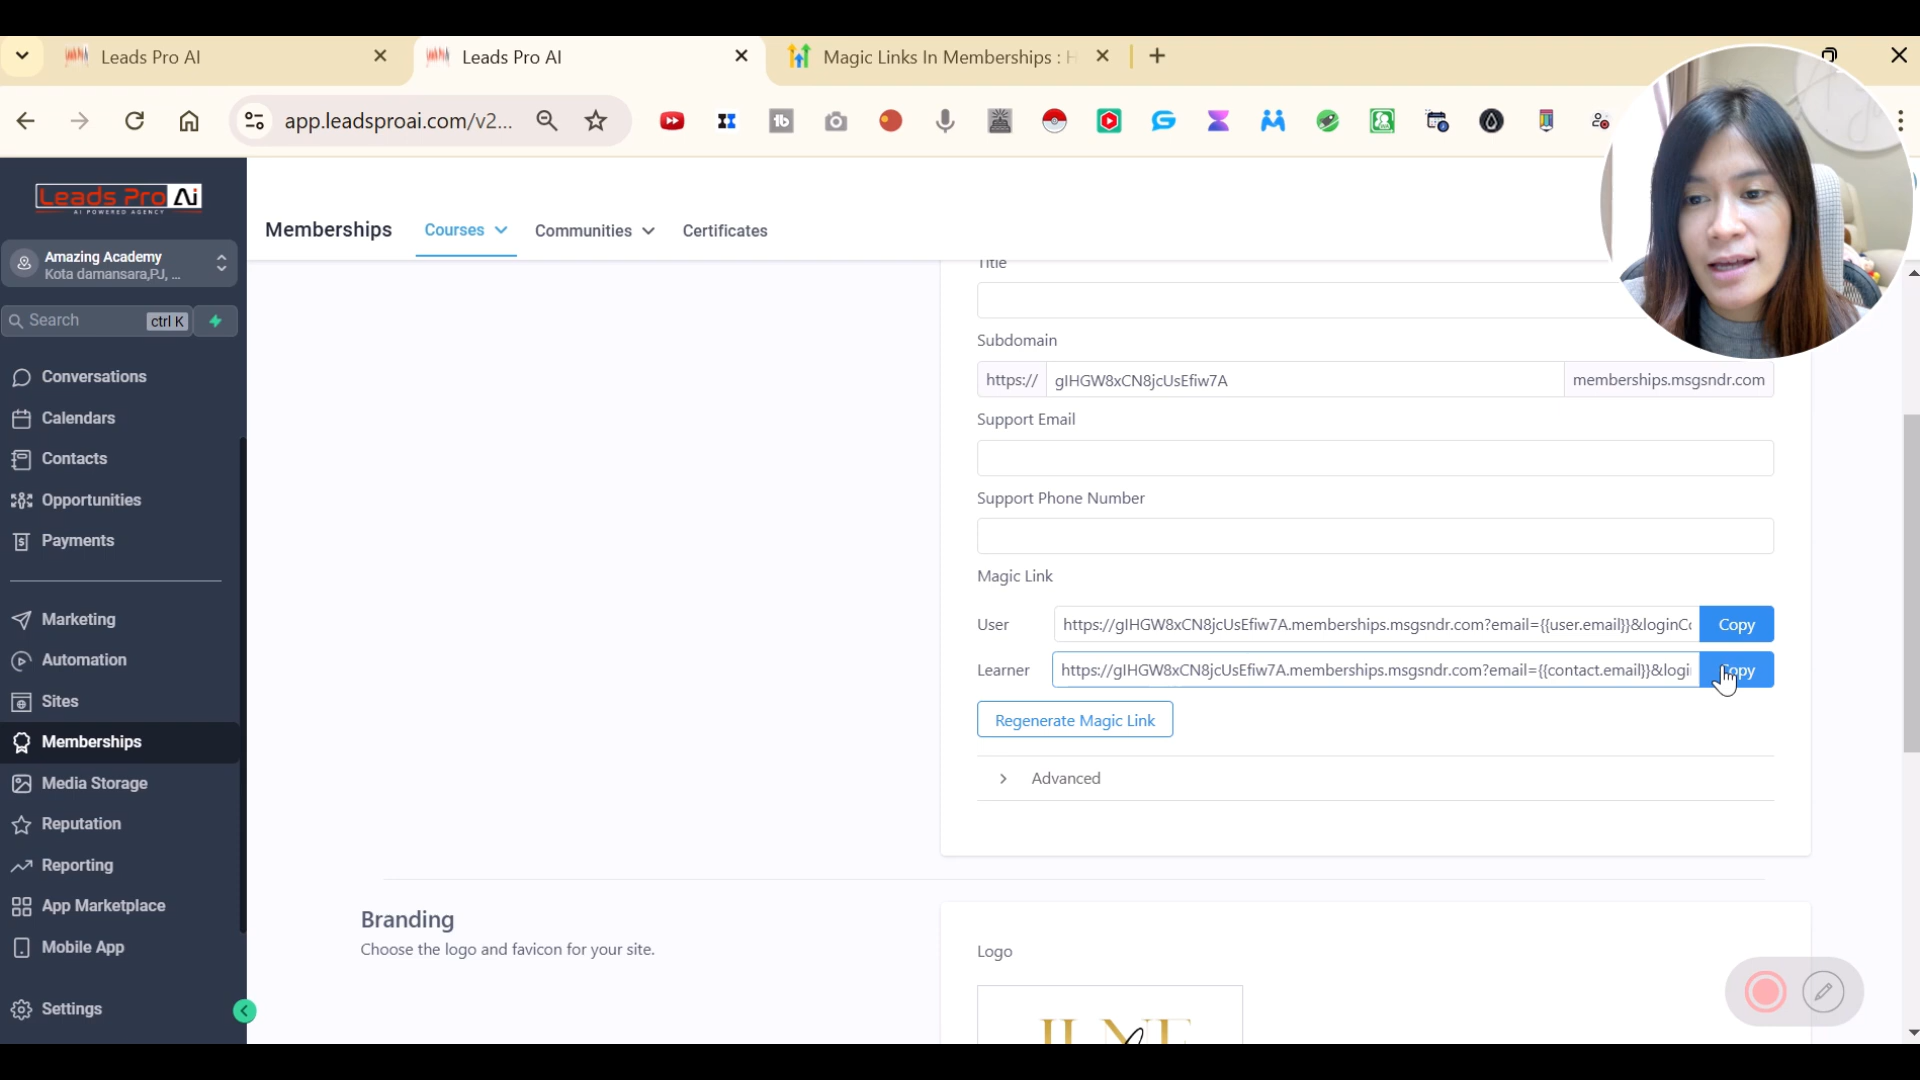 Leads Pro AI
Leads Pro AI
Magic Links In Memberships : H
app.leadsproai.com/v2...
Leads Pro Ai
AI POWERED AGENCY
Amazing Academy
Kota damansara,PJ, ...
Search
ctrl K
Conversations
Calendars
Contacts
Opportunities
Payments
Marketing
Automation
Sites
Memberships
Media Storage
Reputation
Reporting
App Marketplace
Mobile App
Settings
Memberships
Courses
Communities
Certificates
Title
Subdomain
https://
gIHGW8xCN8jcUsEfiw7A
memberships.msgsndr.com
Support Email
Support Phone Number
Magic Link
User
https://gIHGW8xCN8jcUsEfiw7A.memberships.msgsndr.com?email={{user.email}}&loginCo
Copy
Learner
https://gIHGW8xCN8jcUsEfiw7A.memberships.msgsndr.com?email={{contact.email}}&logi
Copy
Regenerate Magic Link
Advanced
Branding
Choose the logo and favicon for your site.
Logo